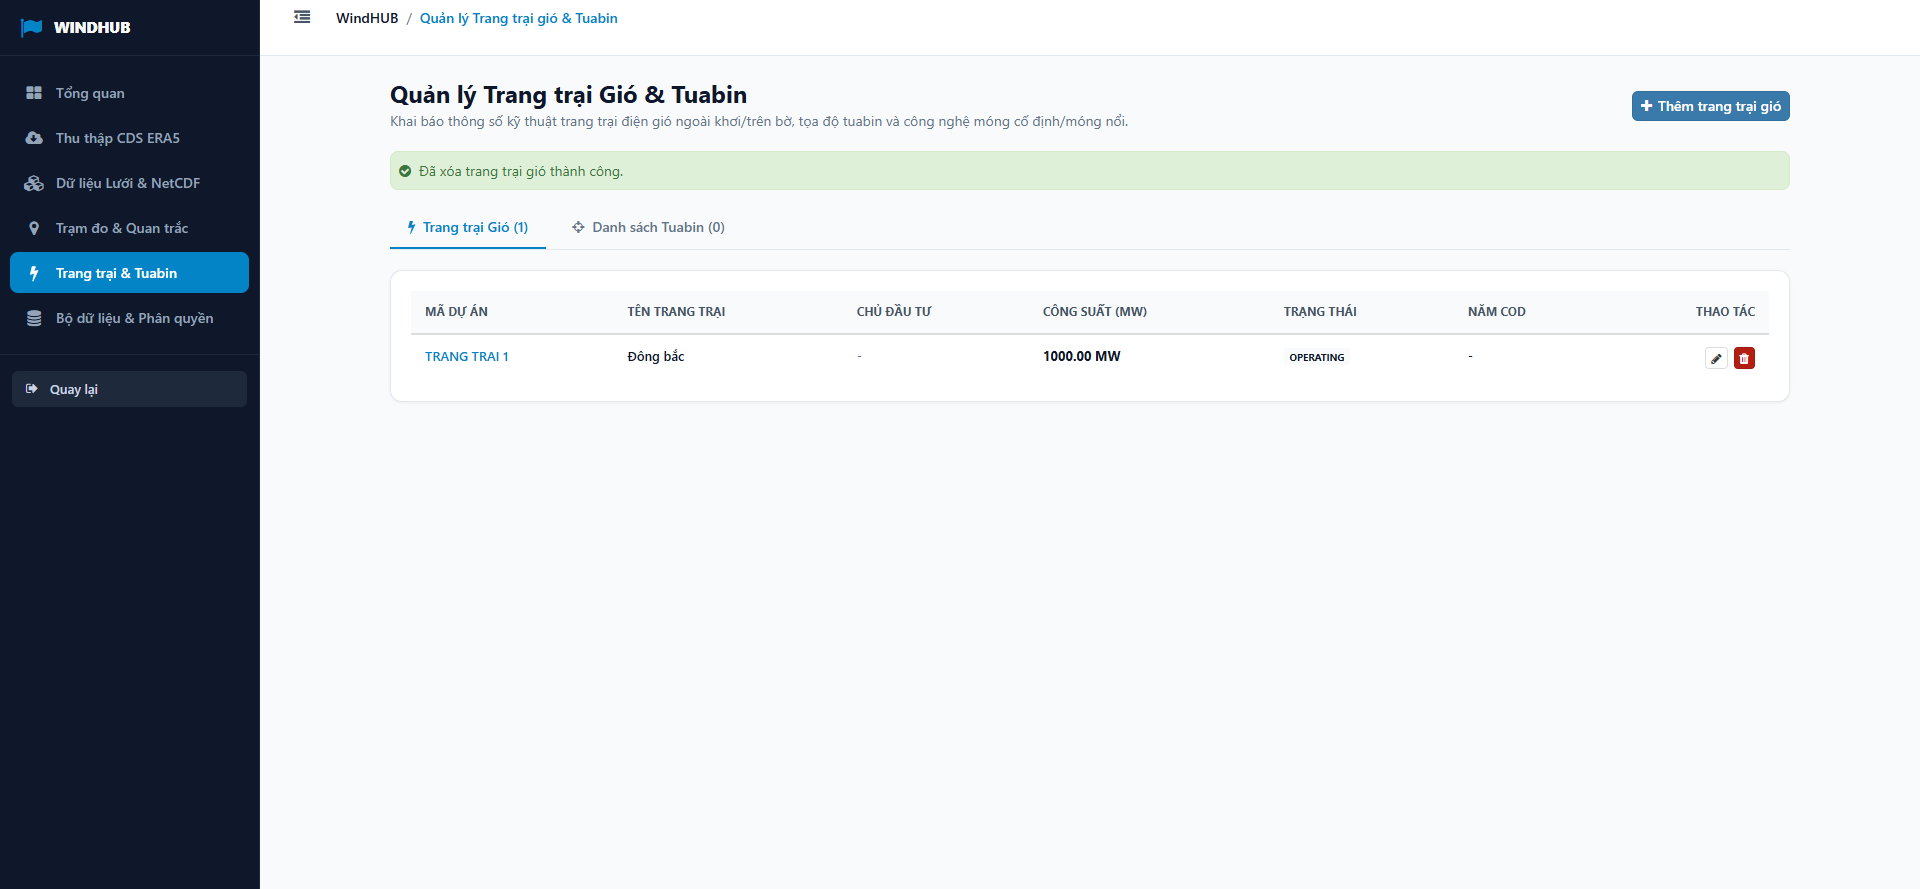 WINDHUB
WindHUB / Quản lý Trang trại gió & Tuabin
Tổng quan
Thu thập CDS ERA5
Dữ liệu Lưới & NetCDF
Trạm đo & Quan trắc
Trang trại & Tuabin
Bộ dữ liệu & Phân quyền
Quay lại
Quản lý Trang trại Gió & Tuabin
Khai báo thông số kỹ thuật trang trại điện gió ngoài khơi/trên bờ, tọa độ tuabin và công nghệ móng cố định/móng nổi.
Thêm trang trại gió
Đã xóa trang trại gió thành công.
Trang trại Gió (1) Danh sách Tuabin (0)
MÃ DỰ ÁN TÊN TRANG TRẠI CHỦ ĐẦU TƯ CÔNG SUẤT (MW) TRẠNG THÁI NĂM COD THAO TÁC
TRANG TRAI 1 Đông bắc - 1000.00 MW OPERATING -